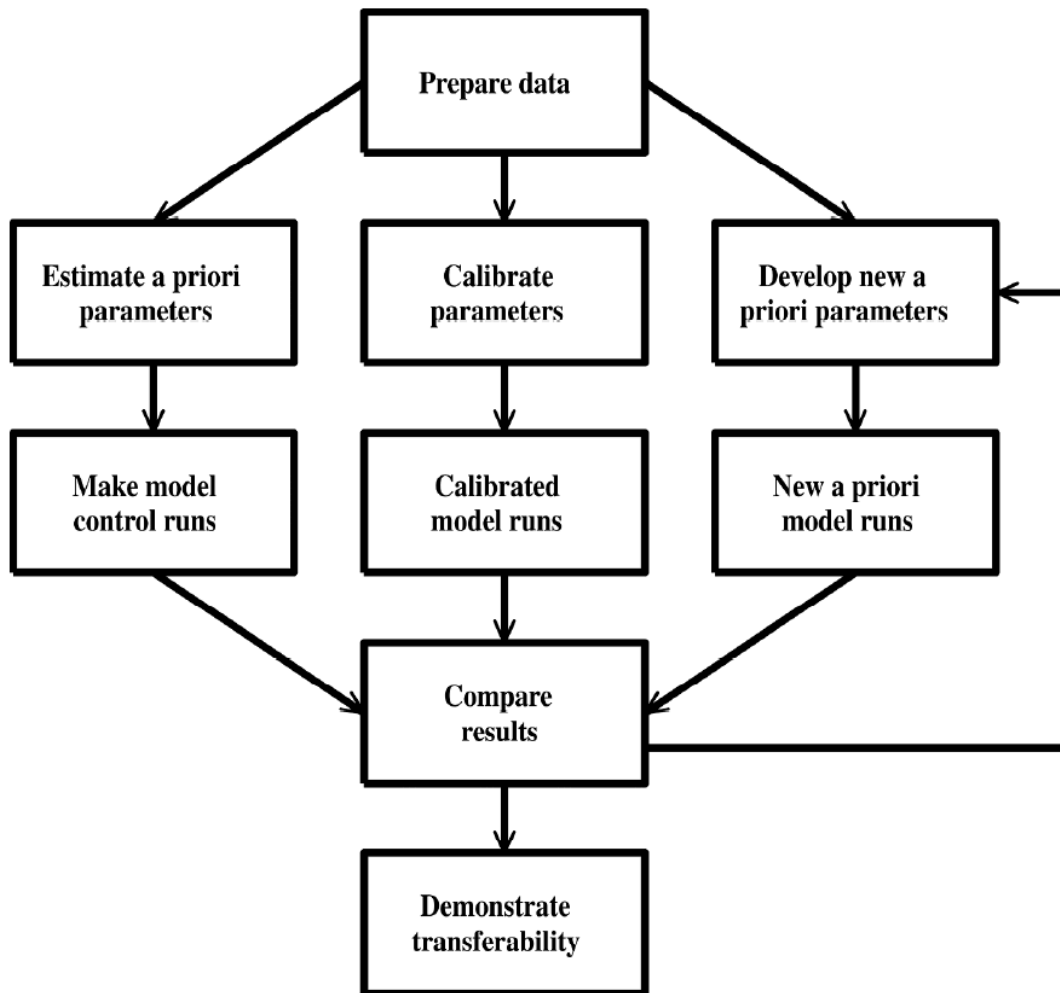 Prepare data
Estimate a priori
parameters
Calibrate
parameters
Develop new a
priori parameters
Make model
control runs
Calibrated
model runs
New a priori
model runs
Compare
results
Demonstrate
transferability